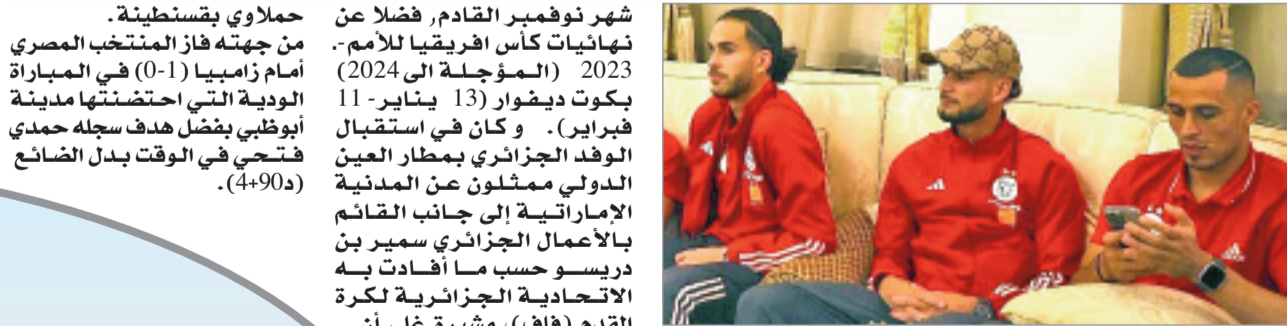 شهر نوفمبر القادم, فضلا عن
نهائيات كأس افريقيا للأمم-.
2023 (المؤجلة الى 2024)
بكوت ديفوار (13 يناير- 11
فبراير). و كان في استقبال
الوفد الجزائري بمطار العين
الدولي ممثلون عن المدنية
الإماراتية إلى جانب القائم
بالأعمال الجزائري سمير بن
دريسو حسب ما أفادت به
الاتحادية الجزائرية لكرة
القدم (فاف), مشيرة
حملاوي بقسنطينة.
من جهته فاز المنتخب المصري
أمام زامبيا (1-0) في المباراة
الودية التي احتضنتها مدينة
أبوظبي بفضل هدف سجله حمدي
فتحي في الوقت بدل الضائع
(د90+4).